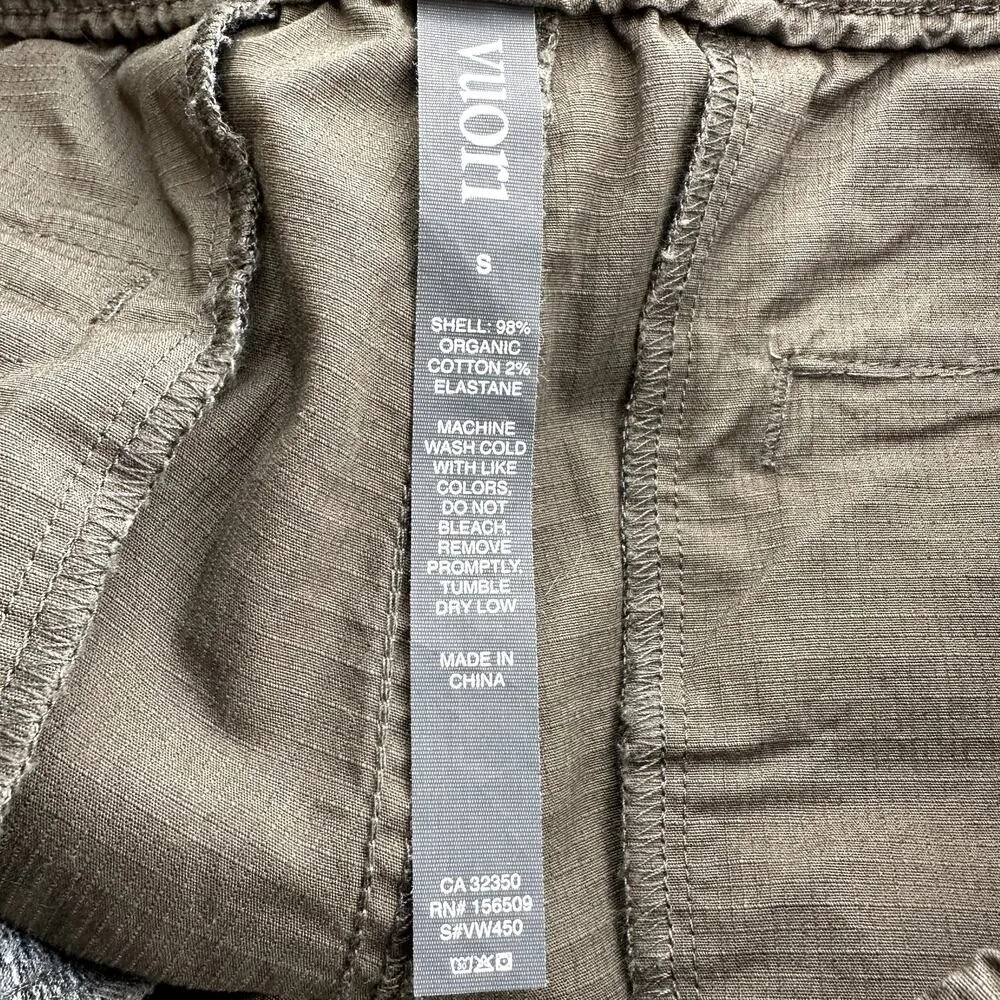 vuori
S
SHELL: 98%
ORGANIC
COTTON 2%
ELASTANE
MACHINE
WASH COLD
WITH LIKE
COLORS,
DO NOT
BLEACH,
REMOVE
PROMPTLY,
TUMBLE
DRY LOW
MADE IN
CHINA
CA 32350
RN# 156509
S#VW450